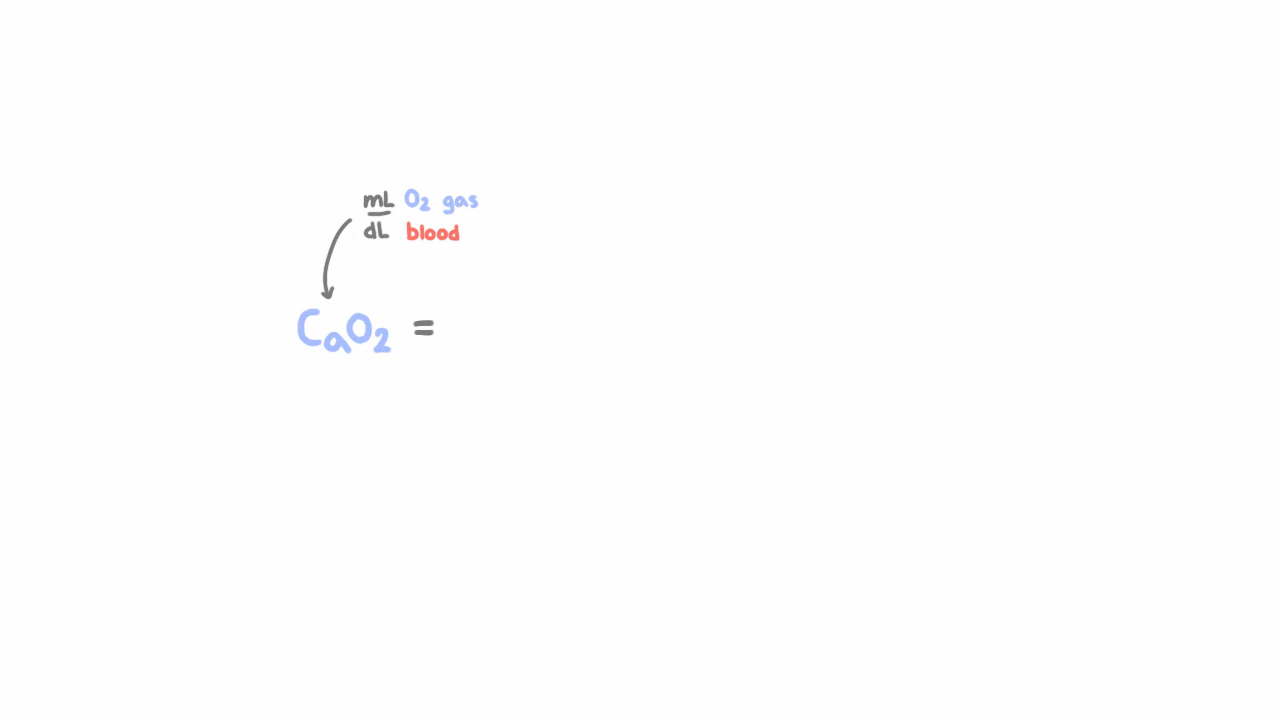 mL O₂ gas
dL blood
CaO₂ =